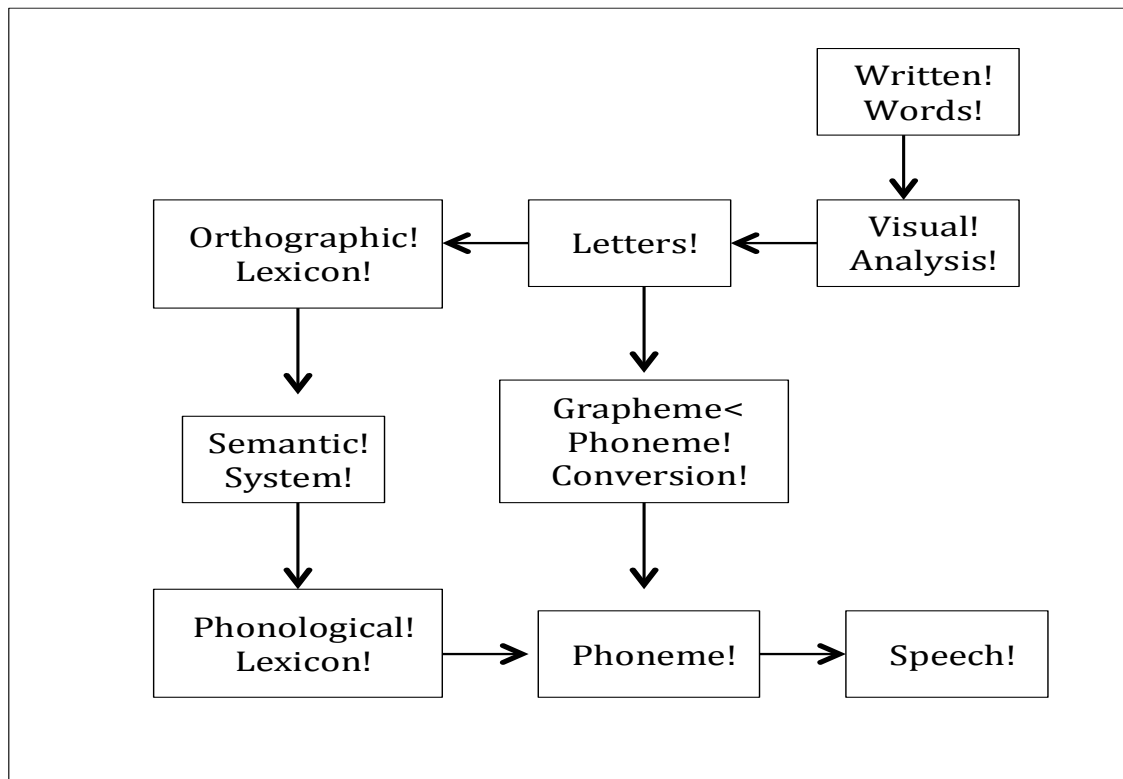 Written!
Words!
Orthographic!
Lexicon!
Letters!
Visual!
Analysis!
Semantic!
System!
Grapheme<
Phoneme!
Conversion!
Phonological!
Lexicon!
Phoneme!
Speech!